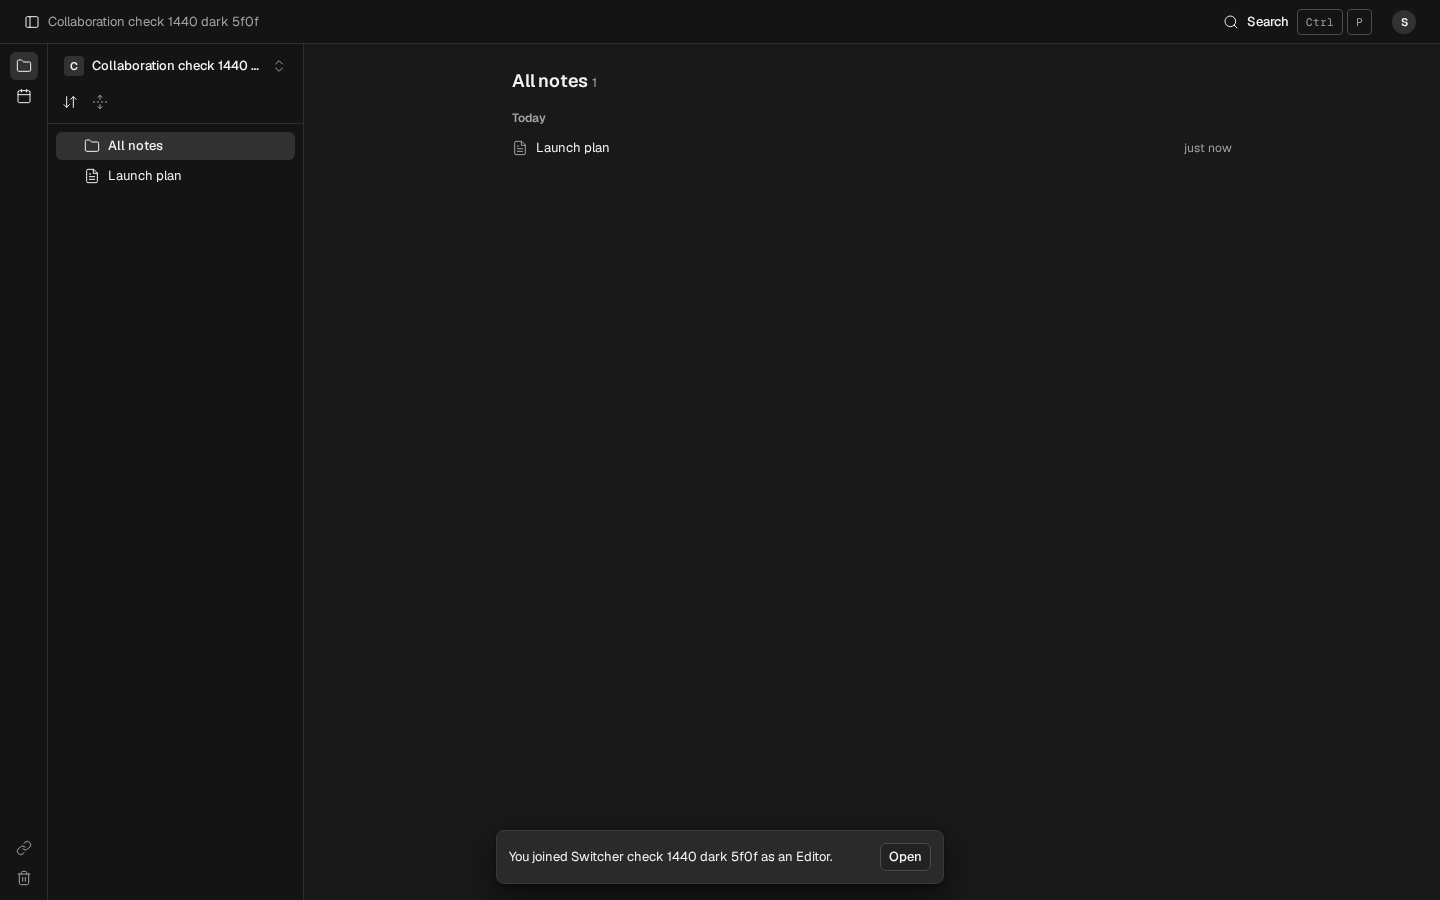 Collaboration check 1440 dark 5f0f
Search Ctrl P S
C Collaboration check 1440 ...
All notes
Launch plan
All notes 1
Today
Launch plan just now
You joined Switcher check 1440 dark 5f0f as an Editor. Open